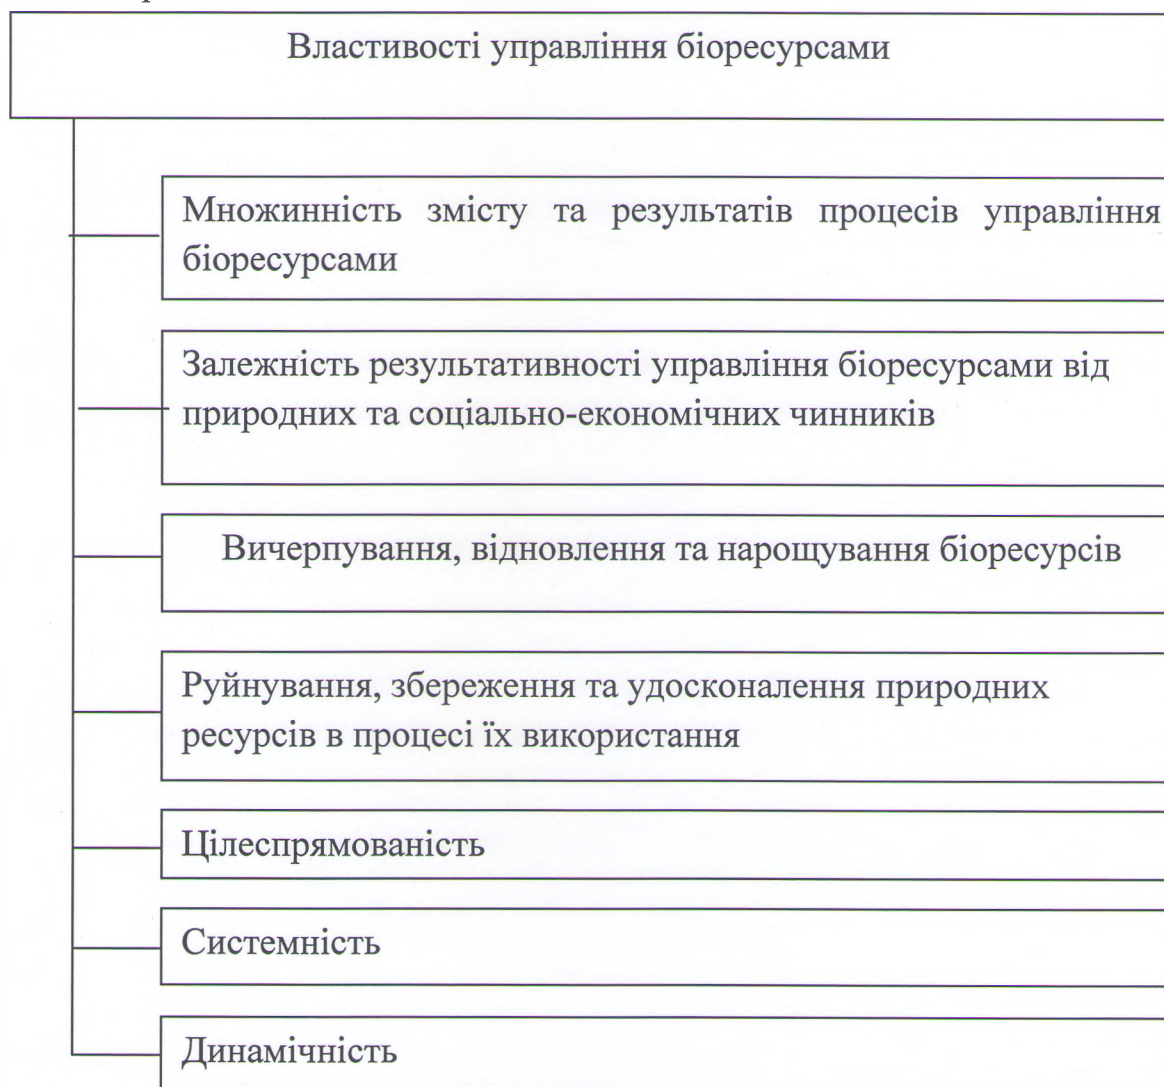 Властивості управління біоресурсами
Множинність змісту та результатів процесів управління
біоресурсами
Залежність результативності управління біоресурсами від
природних та соціально-економічних чинників
Вичерпування, відновлення та нарощування біоресурсів
Руйнування, збереження та удосконалення природних
ресурсів в процесі їх використання
Цілеспрямованість
Системність
Динамічність